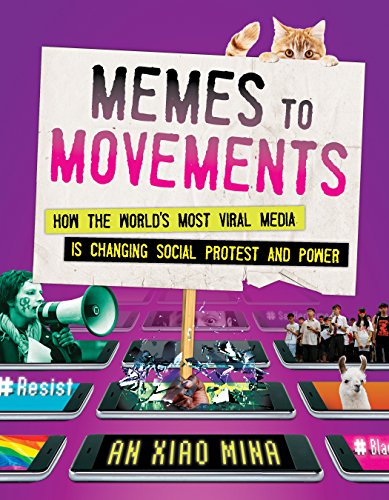 MEMES TO
MOVEMENTS
HOW THE WORLD'S MOST VIRAL MEDIA
IS CHANGING SOCIAL PROTEST AND POWER
#Resist
AN XIAO MINA